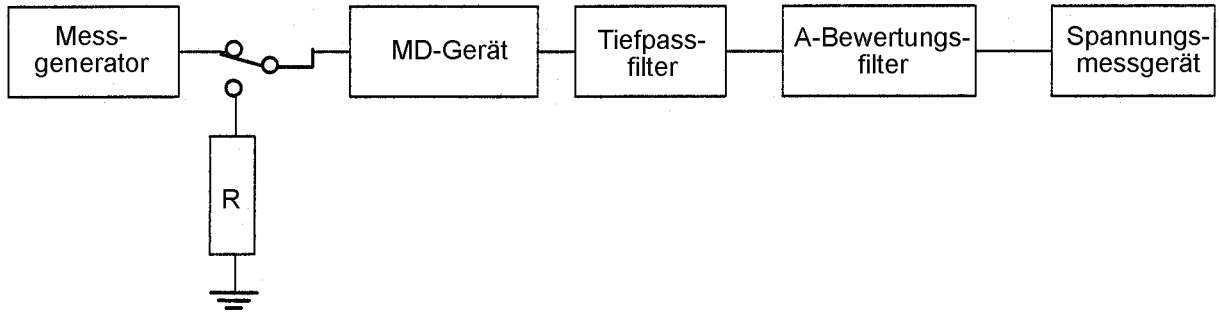 Mess-
generator
MD-Gerät
Tiefpass-
filter
A-Bewertungs-
filter
Spannungs-
messgerät
R